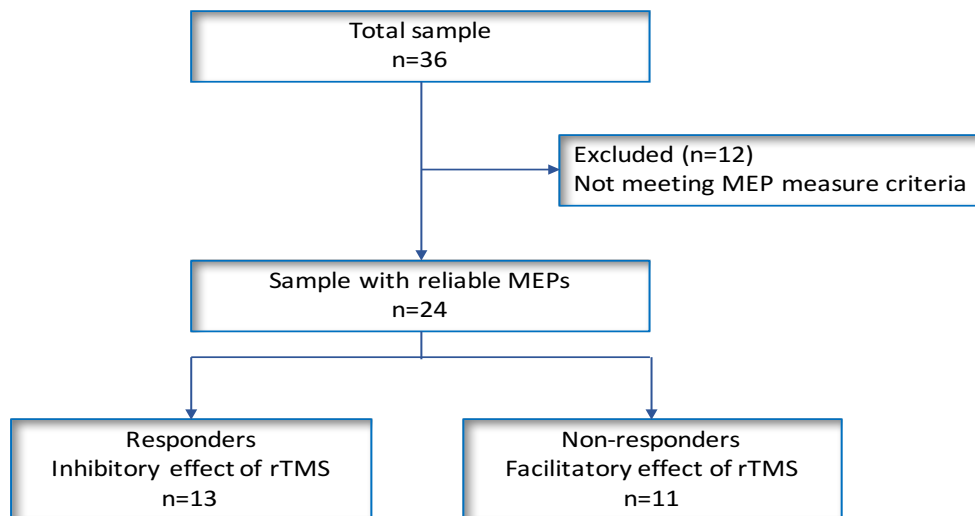 Total sample
n=36
Excluded (n=12)
Not meeting MEP measure criteria
Sample with reliable MEPs
n=24
Responders
Inhibitory effect of rTMS
n=13
Non-responders
Facilitatory effect of rTMS
n=11